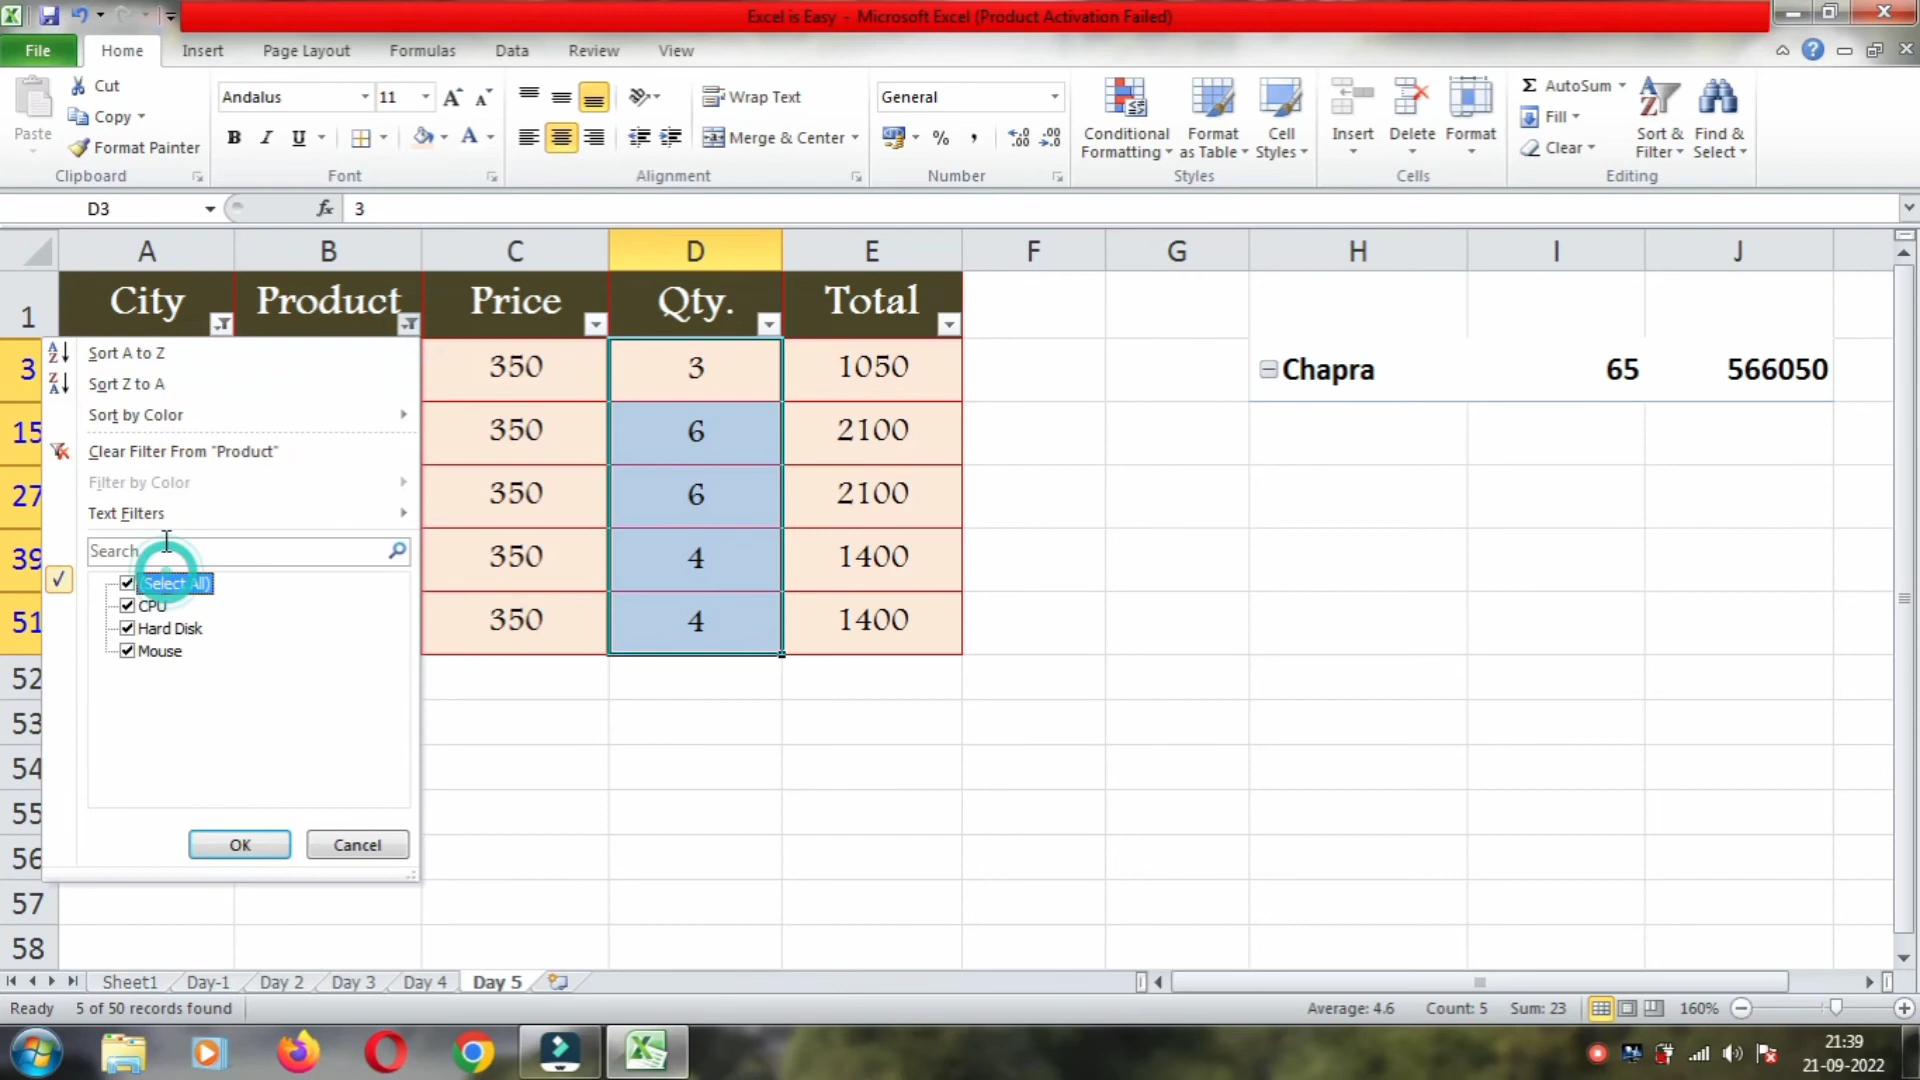 Excel is Easy - Microsoft Excel (Product Activation Failed)
File Home Insert Page Layout Formulas Data Review View
Paste
Cut
Copy
Format Painter
Clipboard
Andalus 11
B I U
Font
Wrap Text
Merge & Center
Alignment
General
%
Number
Conditional Formatting
Format as Table
Cell Styles
Styles
Insert Delete Format
Cells
Σ AutoSum
Fill
Clear
Sort & Filter
Find & Select
Editing
D3 fx 3
A B C D E F G H I J
1 City Product Price Qty. Total
3 350 3 1050 Chapra 65 566050
15 350 6 2100
27 350 6 2100
39 350 4 1400
51 350 4 1400
52
53
54
55
56
57
58
Sort A to Z
Sort Z to A
Sort by Color
Clear Filter From "Product"
Filter by Color
Text Filters
Search
(Select All)
CPU
Hard Disk
Mouse
OK Cancel
Sheet1 Day-1 Day 2 Day 3 Day 4 Day 5
Ready 5 of 50 records found Average: 4.6 Count: 5 Sum: 23 160%
21:39
21-09-2022